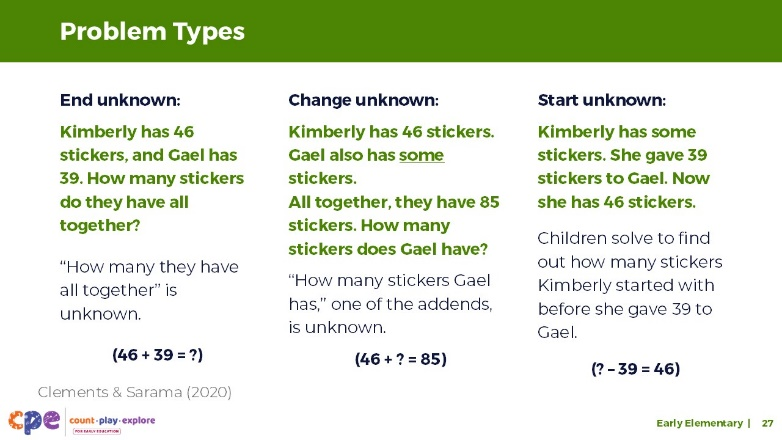 Problem Types
End unknown:
Kimberly has 46
stickers, and Gael has
39. How many stickers
do they have all
together?
“How many they have
all together” is
unknown.
(46 + 39 = ?)
Change unknown:
Kimberly has 46 stickers.
Gael also has some
stickers.
All together, they have 85
stickers. How many
stickers does Gael have?
“How many stickers Gael
has,” one of the addends,
is unknown.
(46 + ? = 85)
Start unknown:
Kimberly has some
stickers. She gave 39
stickers to Gael. Now
she has 46 stickers.
Children solve to find
out how many stickers
Kimberly started with
before she gave 39 to
Gael.
(? – 39 = 46)
Clements & Sarama (2020)
cpe
count·play·explore
FOR EARLY EDUCATION
Early Elementary | 27